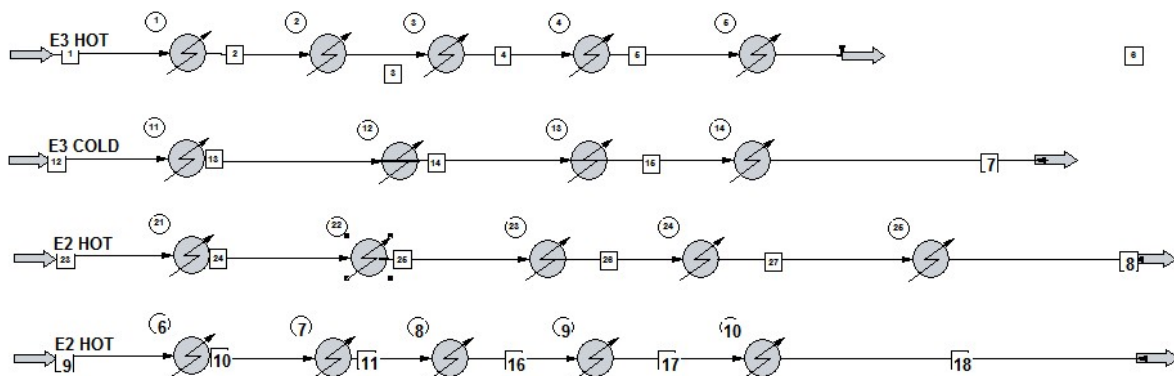 1 2 3 4 5
E3 HOT
1 2 3 4 5 6
11 12 13 14
E3 COLD
12 13 14 15 7
21 22 23 24 25
E2 HOT
23 24 25 26 27 8
6 7 8 9 10
E2 HOT
9 10 11 16 17 18